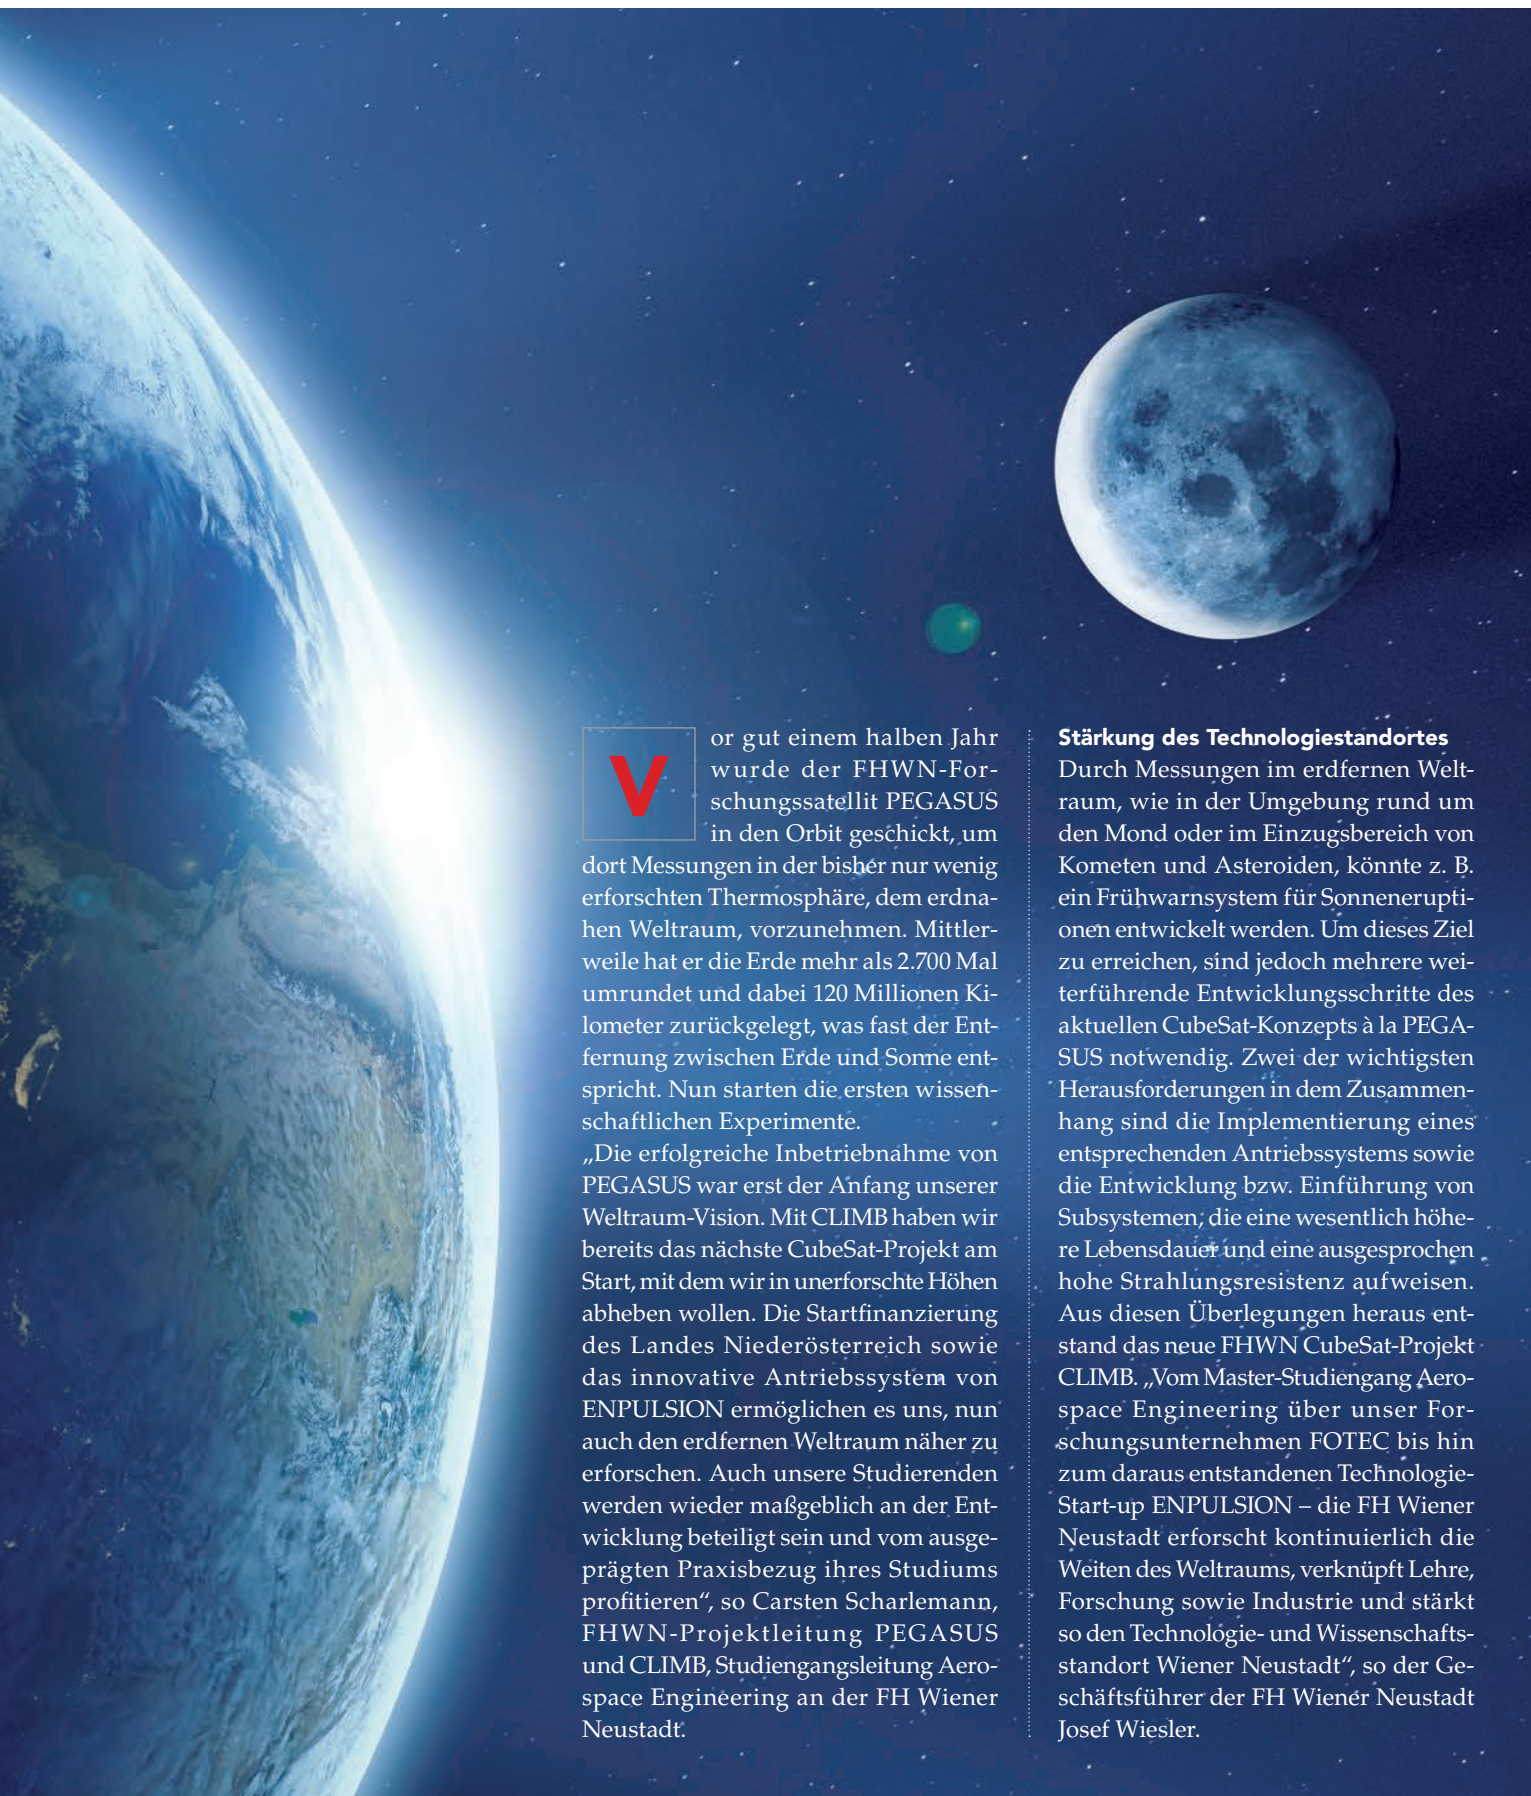 Vor gut einem halben Jahr
wurde der FHWN-For-
schungssatellit PEGASUS
in den Orbit geschickt, um
dort Messungen in der bisher nur wenig
erforschten Thermosphäre, dem erdna-
hen Weltraum, vorzunehmen. Mittler-
weile hat er die Erde mehr als 2.700 Mal
umrundet und dabei 120 Millionen Ki-
lometer zurückgelegt, was fast der Ent-
fernung zwischen Erde und Sonne ent-
spricht. Nun starten die ersten wissen-
schaftlichen Experimente.
„Die erfolgreiche Inbetriebnahme von
PEGASUS war erst der Anfang unserer
Weltraum-Vision. Mit CLIMB haben wir
bereits das nächste CubeSat-Projekt am
Start, mit dem wir in unerforschte Höhen
abheben wollen. Die Startfinanzierung
des Landes Niederösterreich sowie
das innovative Antriebssystem von
ENPULSION ermöglichen es uns, nun
auch den erdfernen Weltraum näher zu
erforschen. Auch unsere Studierenden
werden wieder maßgeblich an der Ent-
wicklung beteiligt sein und vom ausge-
prägten Praxisbezug ihres Studiums
profitieren“, so Carsten Scharlemann,
FHWN-Projektleitung PEGASUS
und CLIMB, Studiengangsleitung Aero-
space Engineering an der FH Wiener
Neustadt.
Stärkung des Technologiestandortes
Durch Messungen im erdfernen Welt-
raum, wie in der Umgebung rund um
den Mond oder im Einzugsbereich von
Kometen und Asteroiden, könnte z. B.
ein Frühwarnsystem für Sonnenerupti-
onen entwickelt werden. Um dieses Ziel
zu erreichen, sind jedoch mehrere wei-
terführende Entwicklungsschritte des
aktuellen CubeSat-Konzepts à la PEGA-
SUS notwendig. Zwei der wichtigsten
Herausforderungen in dem Zusammen-
hang sind die Implementierung eines
entsprechenden Antriebssystems sowie
die Entwicklung bzw. Einführung von
Subsystemen, die eine wesentlich höhe-
re Lebensdauer und eine ausgesprochen
hohe Strahlungsresistenz aufweisen.
Aus diesen Überlegungen heraus ent-
stand das neue FHWN CubeSat-Projekt
CLIMB. „Vom Master-Studiengang Aero-
space Engineering über unser For-
schungsunternehmen FOTEC bis hin
zum daraus entstandenen Technologie-
Start-up ENPULSION – die FH Wiener
Neustadt erforscht kontinuierlich die
Weiten des Weltraums, verknüpft Lehre,
Forschung sowie Industrie und stärkt
so den Technologie- und Wissenschafts-
standort Wiener Neustadt“, so der Ge-
schäftsführer der FH Wiener Neustadt
Josef Wiesler.